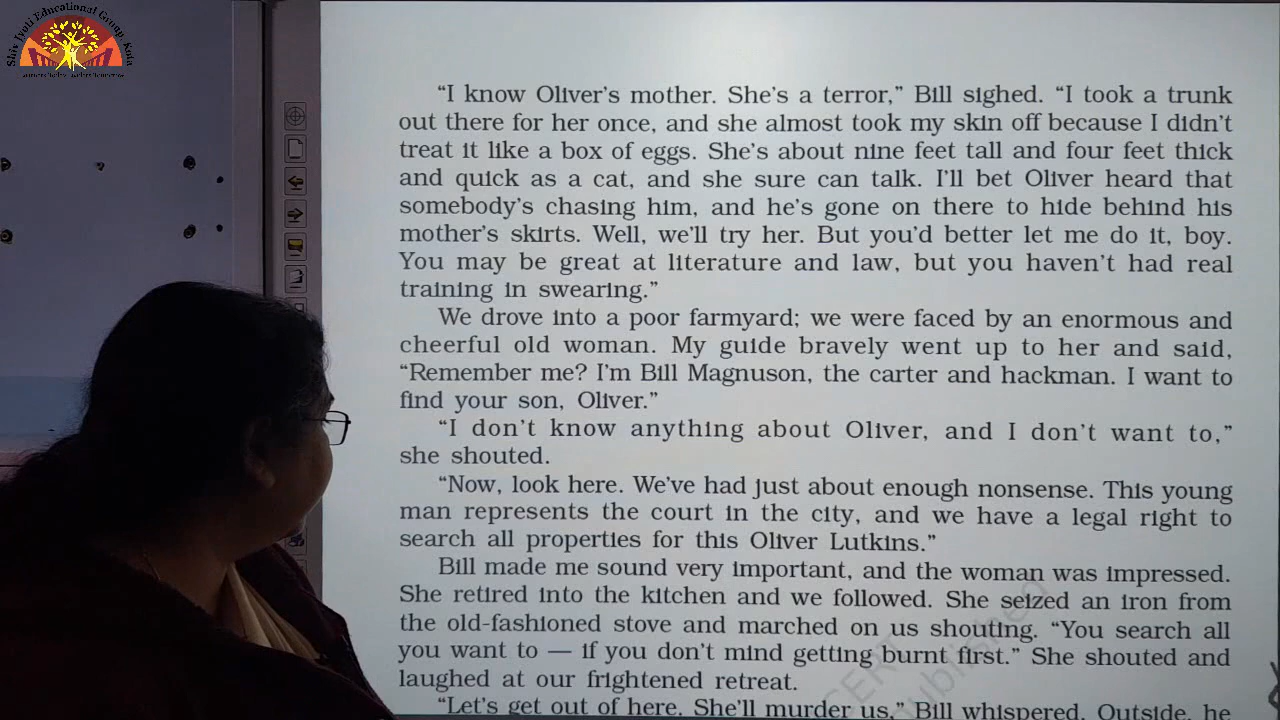 Shiv Jyoti Educational Group, Kota
“I know Oliver’s mother. She’s a terror,” Bill sighed. “I took a trunk
out there for her once, and she almost took my skin off because I didn’t
treat it like a box of eggs. She’s about nine feet tall and four feet thick
and quick as a cat, and she sure can talk. I’ll bet Oliver heard that
somebody’s chasing him, and he’s gone on there to hide behind his
mother’s skirts. Well, we’ll try her. But you’d better let me do it, boy.
You may be great at literature and law, but you haven’t had real
training in swearing.”
We drove into a poor farmyard; we were faced by an enormous and
cheerful old woman. My guide bravely went up to her and said,
“Remember me? I’m Bill Magnuson, the carter and hackman. I want to
find your son, Oliver.”
“I don’t know anything about Oliver, and I don’t want to,”
she shouted.
“Now, look here. We’ve had just about enough nonsense. This young
man represents the court in the city, and we have a legal right to
search all properties for this Oliver Lutkins.”
Bill made me sound very important, and the woman was impressed.
She retired into the kitchen and we followed. She seized an iron from
the old-fashioned stove and marched on us shouting. “You search all
you want to — if you don’t mind getting burnt first.” She shouted and
laughed at our frightened retreat.
“Let’s get out of here. She’ll murder us,” Bill whispered. Outside, he